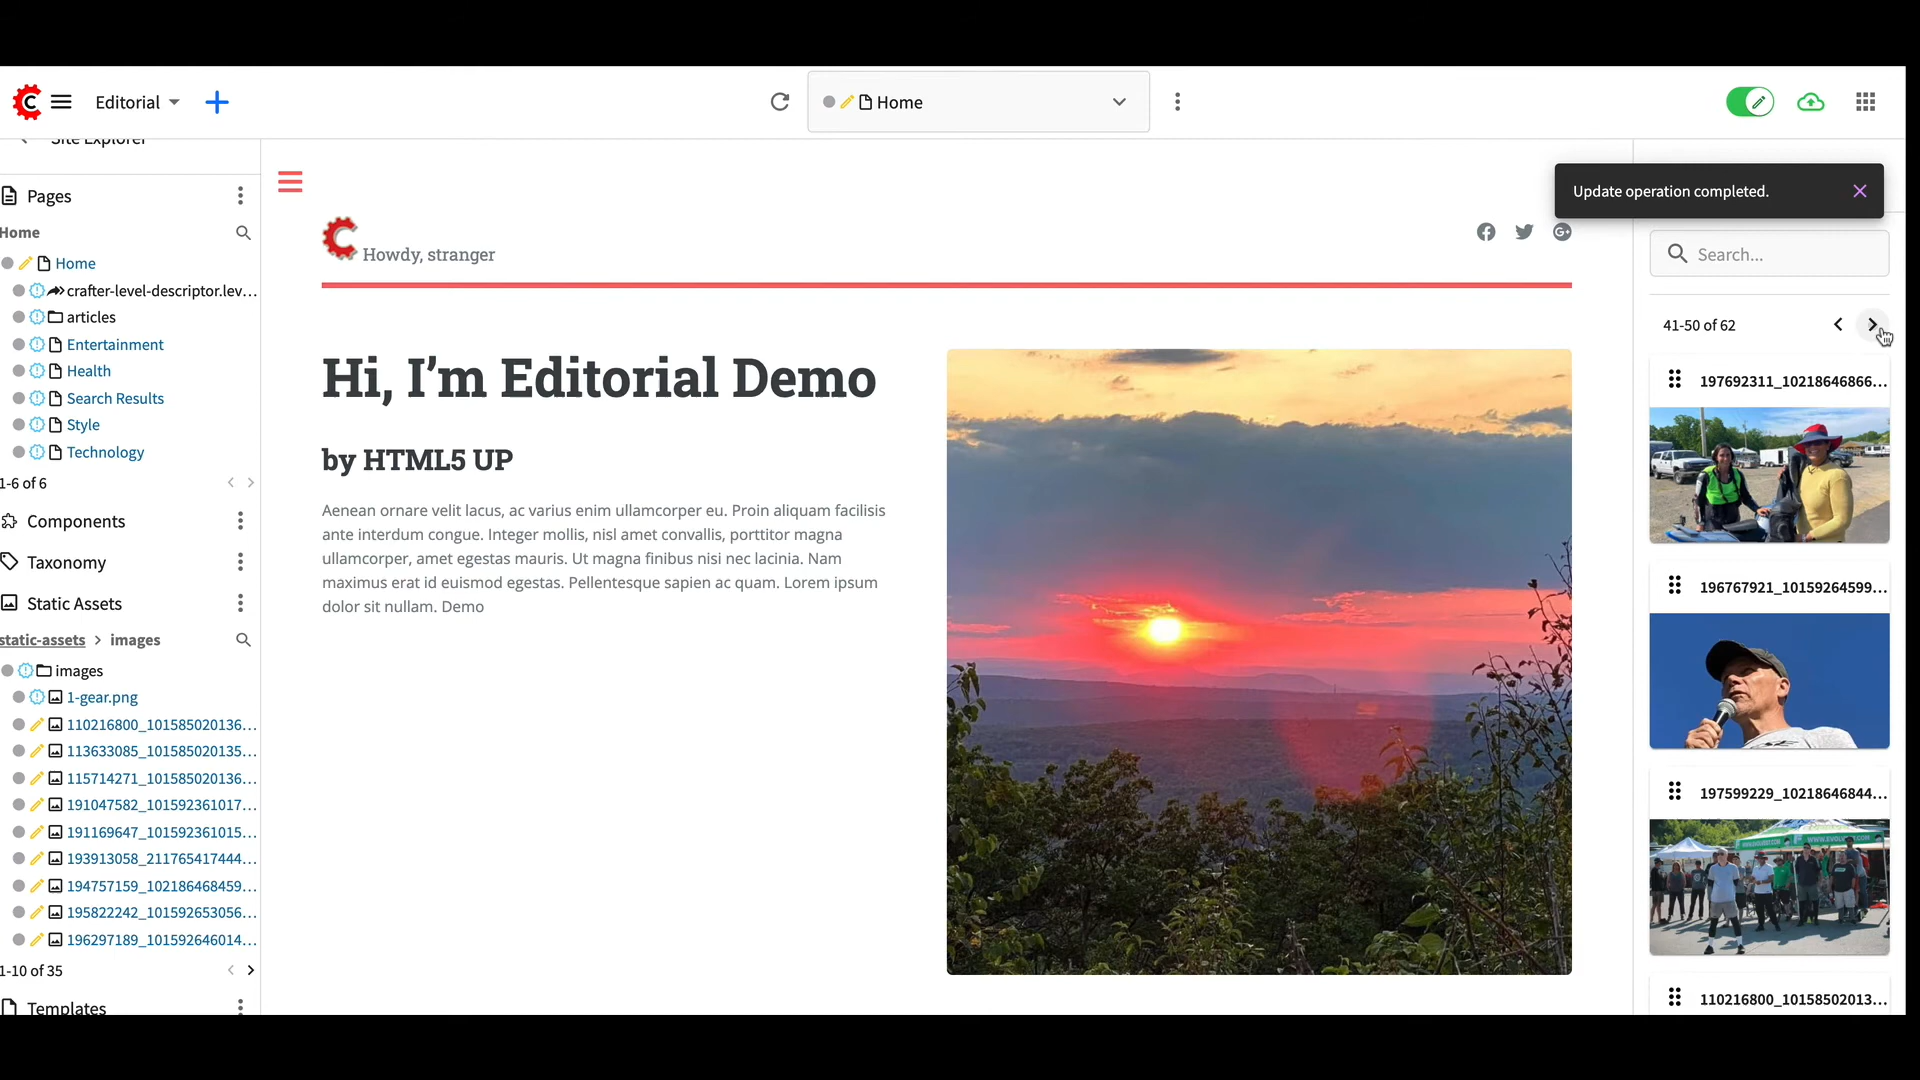 Editorial
Home
Site Explorer
Pages
Home
Home
crafter-level-descriptor.lev...
articles
Entertainment
Health
Search Results
Style
Technology
1-6 of 6
Components
Taxonomy
Static Assets
static-assets > images
images
1-gear.png
110216800_101585020136...
113633085_101585020135...
115714271_101585020136...
191047582_101592361017...
191169647_101592361015...
193913058_211765417444...
194757159_102186468459...
195822242_101592653056...
196297189_101592646014...
1-10 of 35
Templates
Howdy, stranger
Hi, I’m Editorial Demo
by HTML5 UP
Aenean ornare velit lacus, ac varius enim ullamcorper eu. Proin aliquam facilisis
ante interdum congue. Integer mollis, nisl amet convallis, porttitor magna
ullamcorper, amet egestas mauris. Ut magna finibus nisi nec lacinia. Nam
maximus erat id euismod egestas. Pellentesque sapien ac quam. Lorem ipsum
dolor sit nullam. Demo
Update operation completed.
Search...
41-50 of 62
197692311_10218646866...
196767921_10159264599...
197599229_10218646844...
110216800_10158502013...